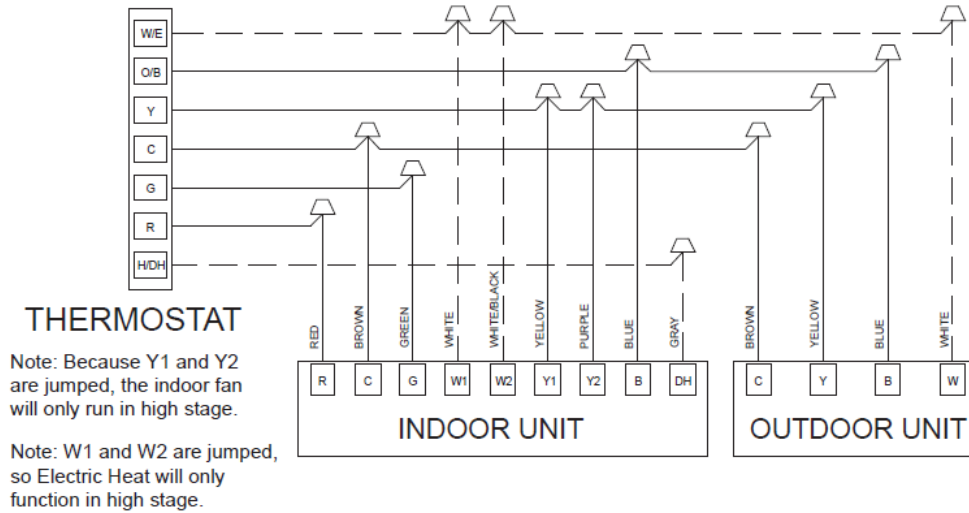 W/E
O/B
Y
C
G
R
H/DH
THERMOSTAT
Note: Because Y1 and Y2
are jumped, the indoor fan
will only run in high stage.
Note: W1 and W2 are jumped,
so Electric Heat will only
function in high stage.
RED
BROWN
GREEN
WHITE
WHITE/BLACK
YELLOW
PURPLE
BLUE
GRAY
R C G W1 W2 Y1 Y2 B DH
INDOOR UNIT
BROWN
YELLOW
BLUE
WHITE
C Y B W
OUTDOOR UNIT